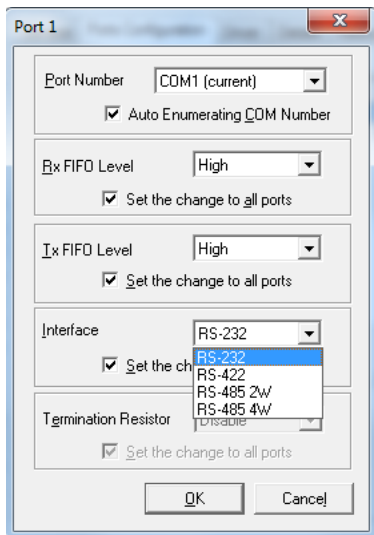 Port 1
Port Number COM1 (current)
Auto Enumerating COM Number
Rx FIFO Level High
Set the change to all ports
Tx FIFO Level High
Set the change to all ports
Interface RS-232
RS-232
Set the ch
RS-422
RS-485 2W
RS-485 4W
Termination Resistor Disable
Set the change to all ports
OK Cancel